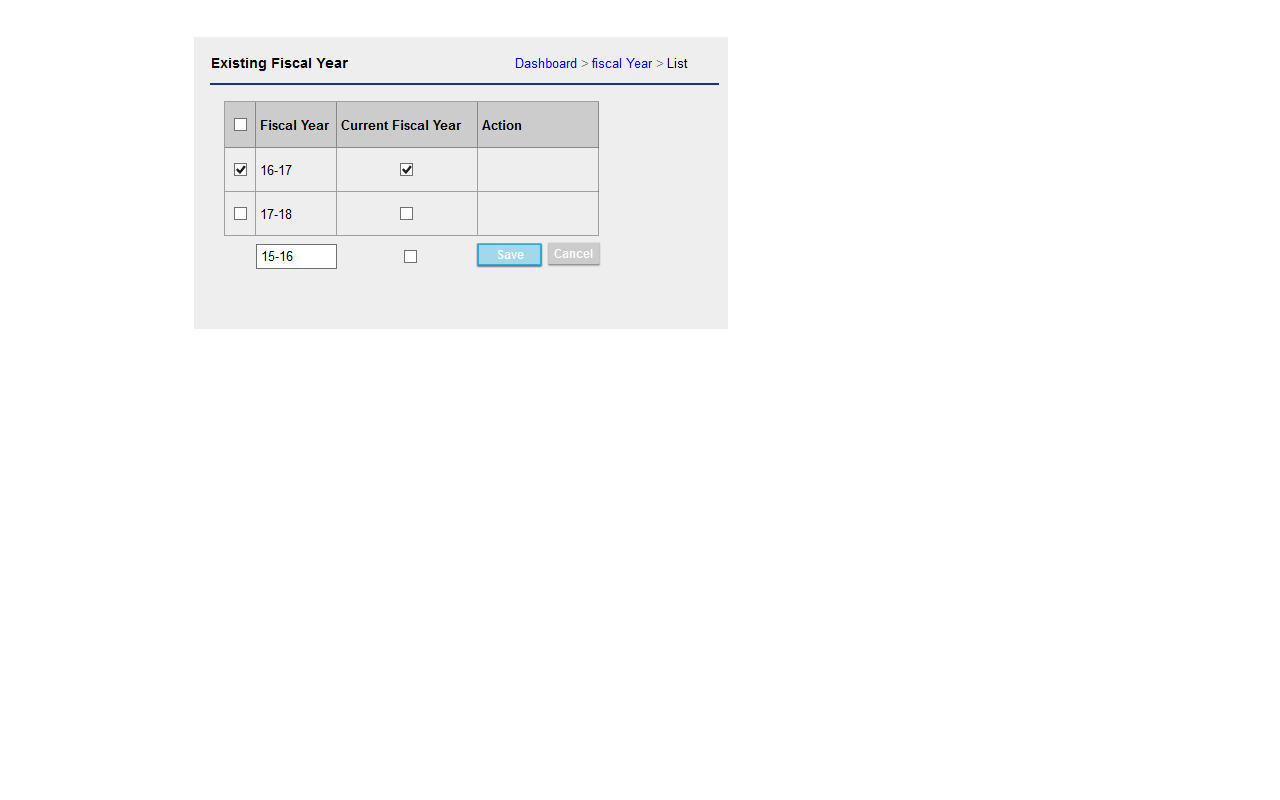 Existing Fiscal Year Dashboard > fiscal Year > List
Fiscal Year Current Fiscal Year Action
16-17
17-18
15-16 Save Cancel